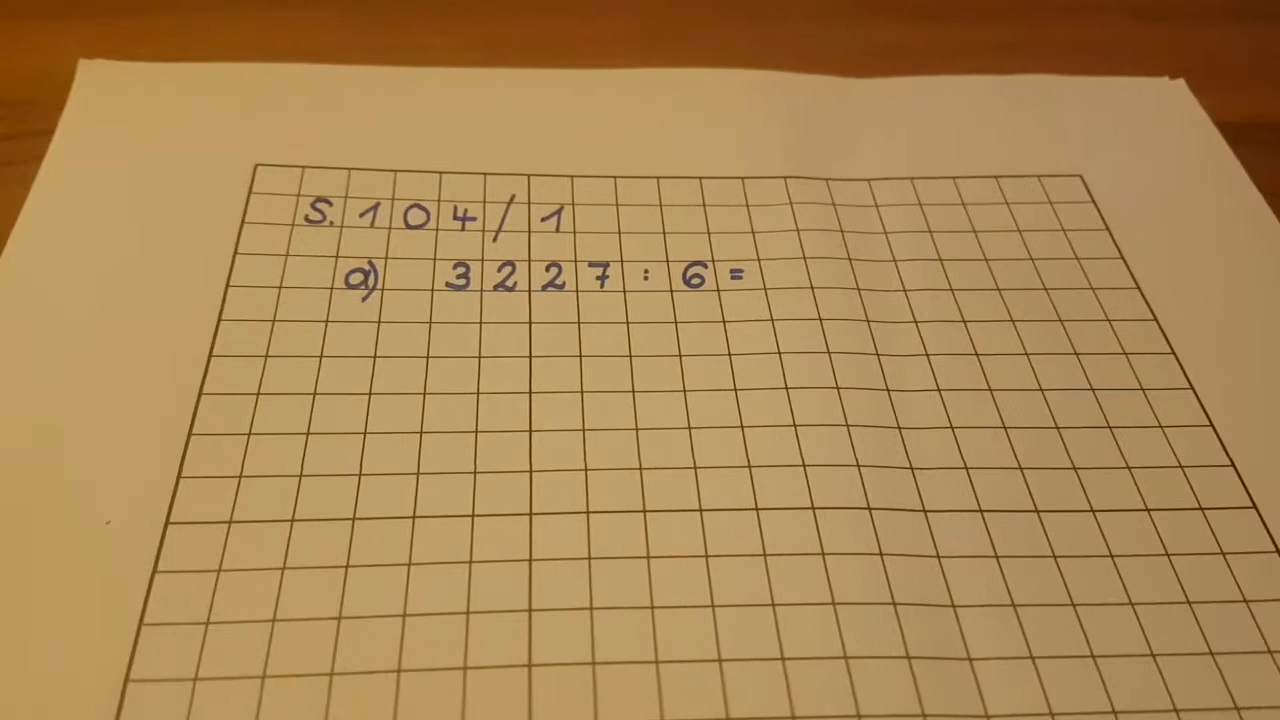 S. 104/1
a) 3227 : 6 =